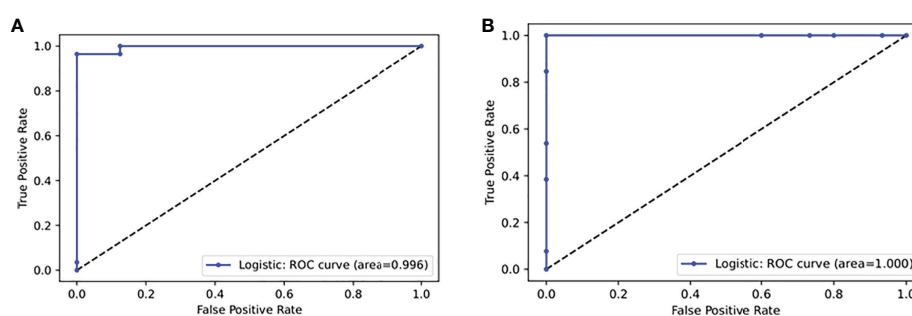 A
1.0
0.8
0.6
0.4
0.2
0.0
True Positive Rate
Logistic: ROC curve (area=0.996)
0.0 0.2 0.4 0.6 0.8 1.0
False Positive Rate
B
1.0
0.8
0.6
0.4
0.2
0.0
True Positive Rate
Logistic: ROC curve (area=1.000)
0.0 0.2 0.4 0.6 0.8 1.0
False Positive Rate